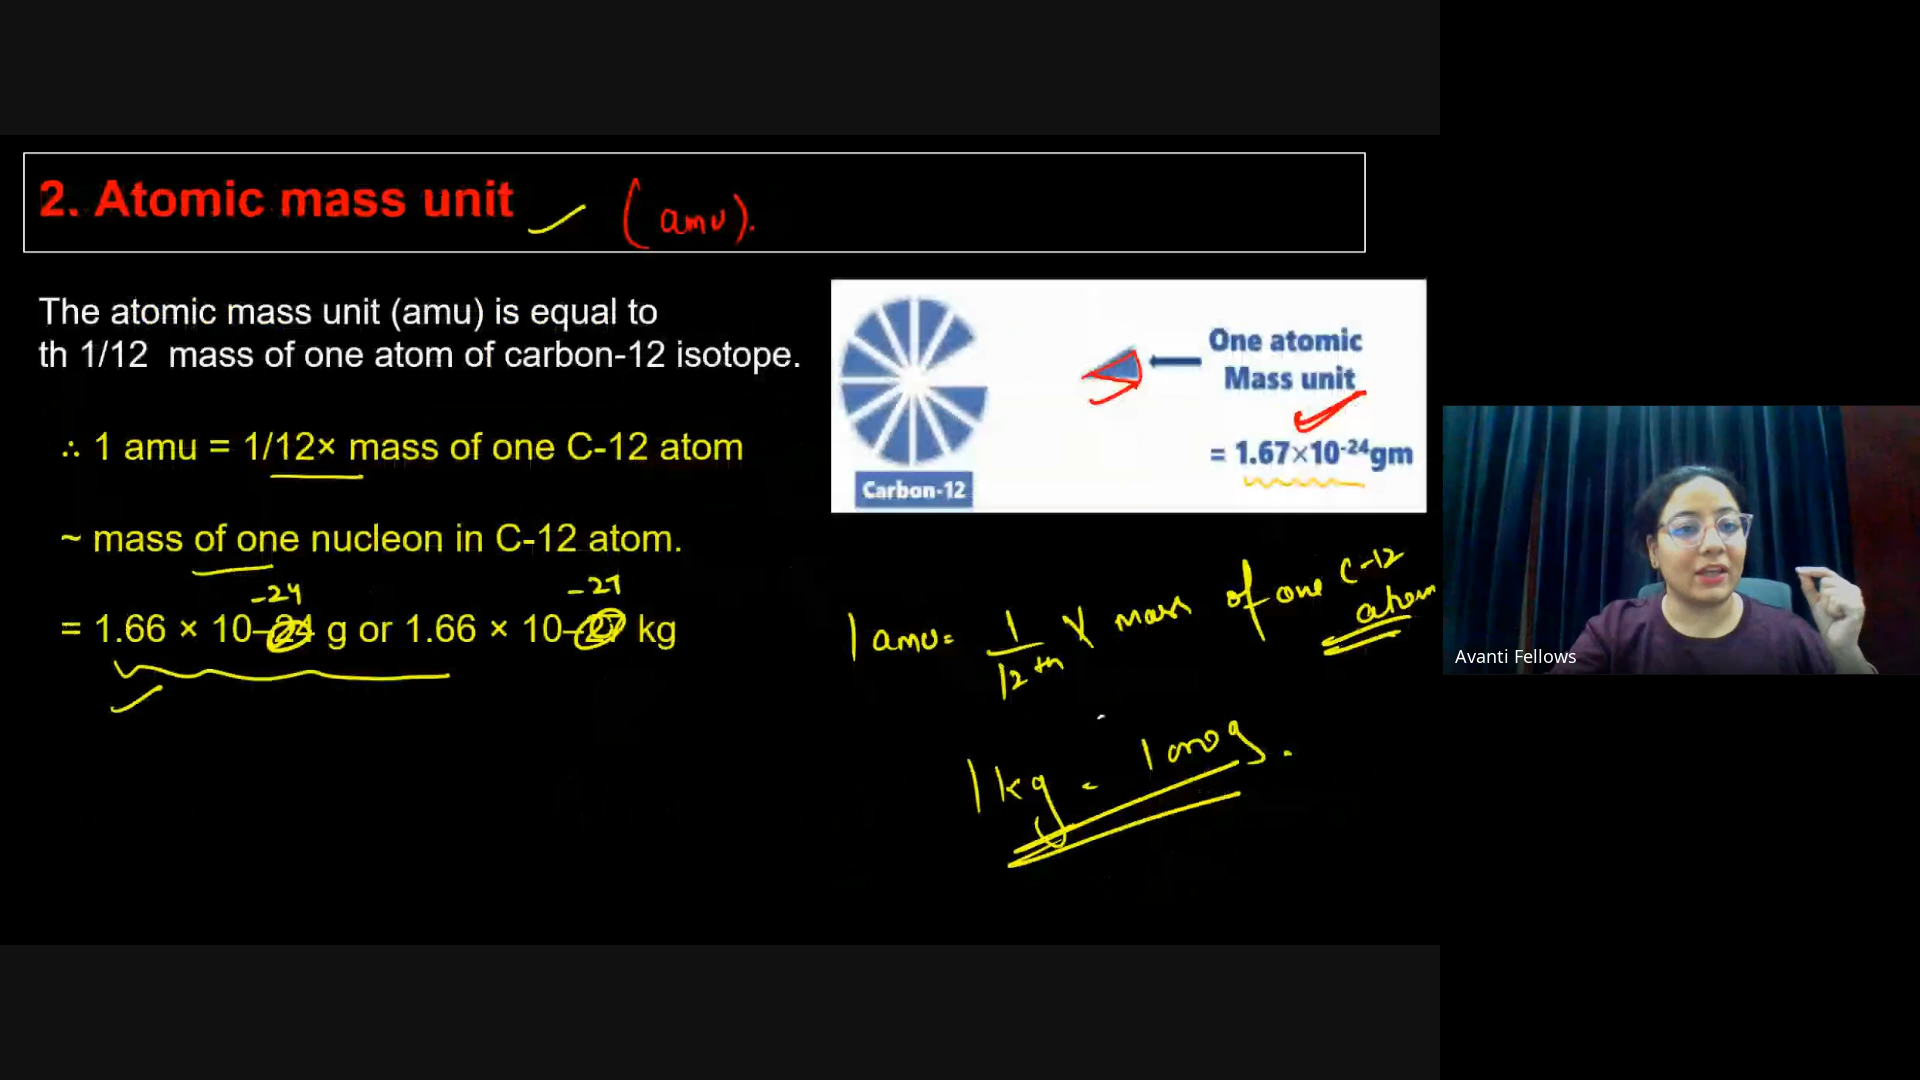 2. Atomic mass unit (amu).
The atomic mass unit (amu) is equal to
th 1/12 mass of one atom of carbon-12 isotope.
∴ 1 amu = 1/12× mass of one C-12 atom
~ mass of one nucleon in C-12 atom.
-24 -27
= 1.66 × 10–24 g or 1.66 × 10–27 kg
One atomic
Mass unit
= 1.67×10-24gm
Carbon-12
1 amu = 1/12th X mass of one C-12
atom
1 kg = 1000g.
Avanti Fellows